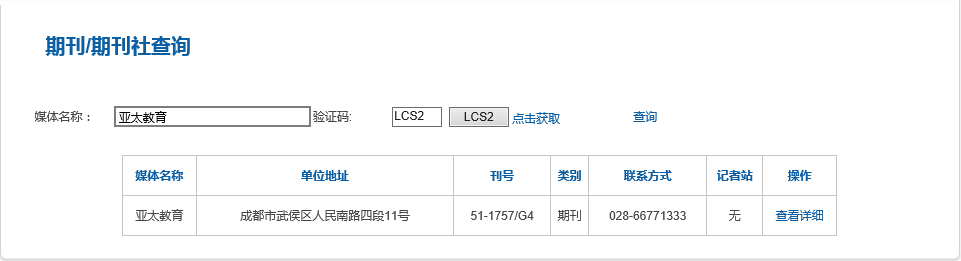 期刊/期刊社查询
媒体名称： 亚太教育 验证码: LCS2 LCS2 点击获取 查询
媒体名称 单位地址 刊号 类别 联系方式 记者站 操作
亚太教育 成都市武侯区人民南路四段11号 51-1757/G4 期刊 028-66771333 无 查看详细